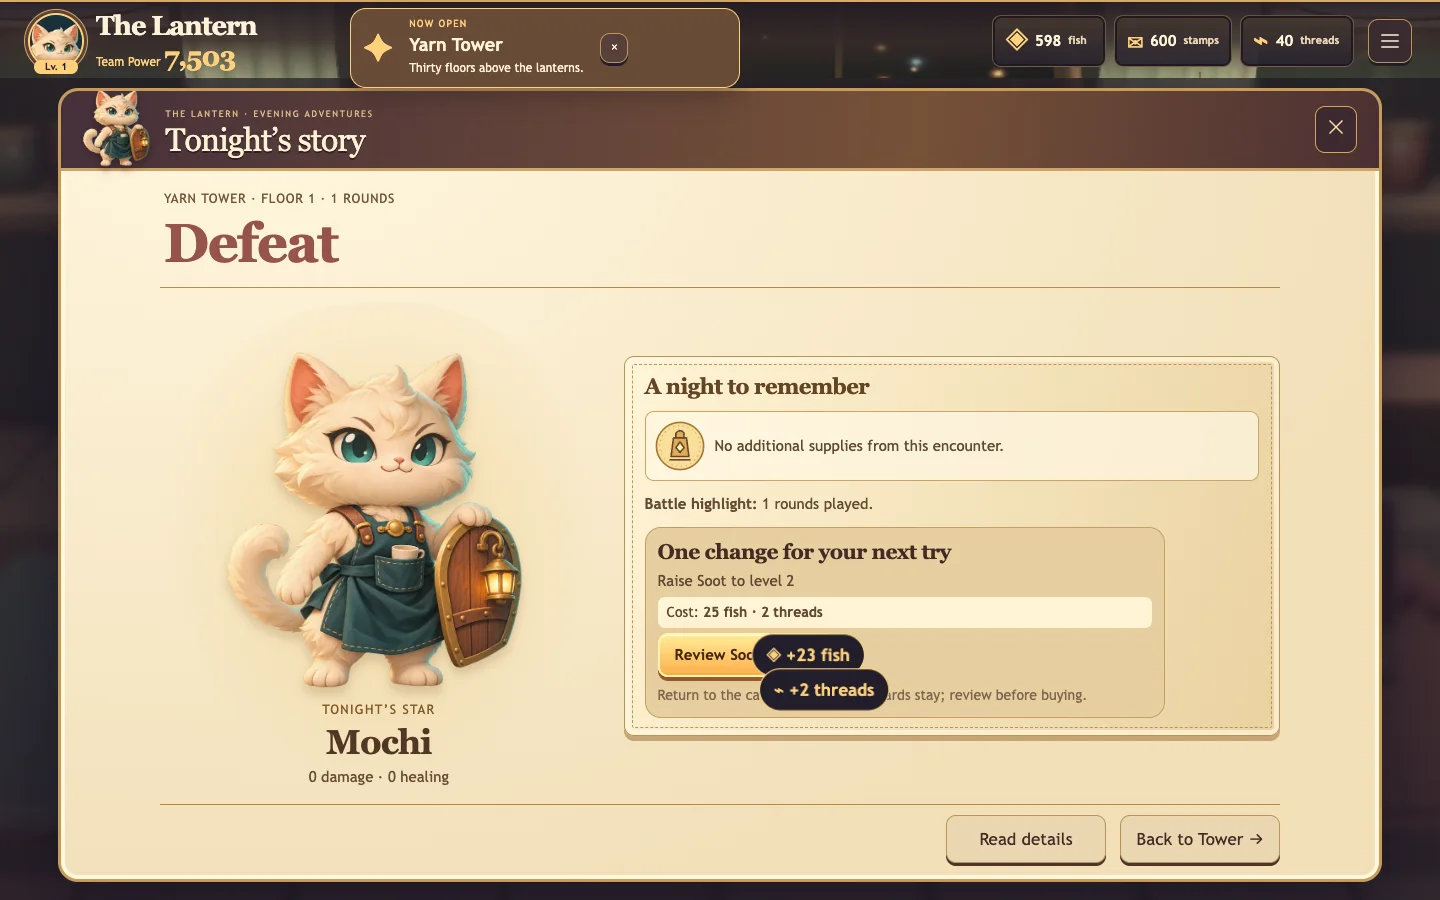 The Lantern
Lv. 1
Team Power 7,503
NOW OPEN
Yarn Tower
Thirty floors above the lanterns.
×
598 fish
600 stamps
40 threads
THE LANTERN · EVENING ADVENTURES
Tonight's story
YARN TOWER · FLOOR 1 · 1 ROUNDS
Defeat
A night to remember
No additional supplies from this encounter.
Battle highlight: 1 rounds played.
One change for your next try
Raise Soot to level 2
Cost: 25 fish · 2 threads
Review
+23 fish
+2 threads
Return to the
stay; review before buying.
TONIGHT'S STAR
Mochi
0 damage · 0 healing
Read details
Back to Tower →